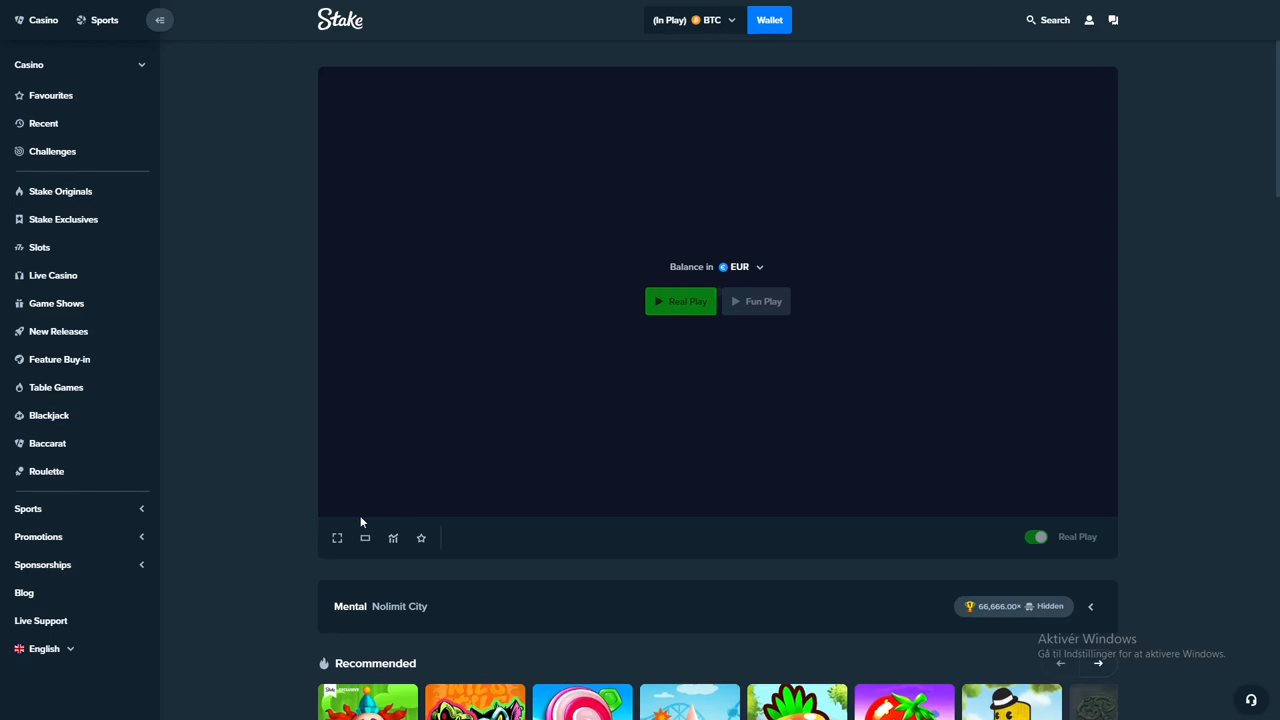 Casino
Sports
Stake
(In Play) BTC
Wallet
Search
Casino
Favourites
Recent
Challenges
Stake Originals
Stake Exclusives
Slots
Live Casino
Game Shows
New Releases
Feature Buy-in
Table Games
Blackjack
Baccarat
Roulette
Sports
Promotions
Sponsorships
Blog
Live Support
English
Balance in EUR
Real Play
Fun Play
Real Play
Mental Nolimit City
66,666.00× Hidden
Aktivér Windows
Gå til Indstillinger for at aktivere Windows.
Recommended